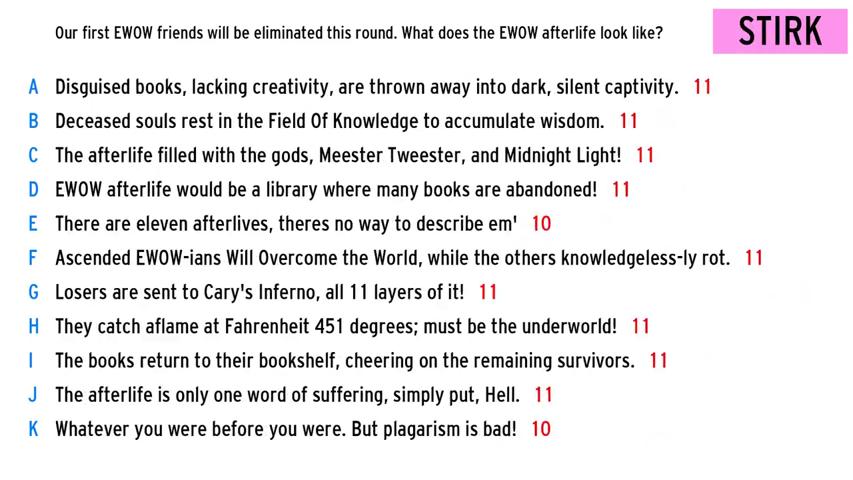 Our first EWOW friends will be eliminated this round. What does the EWOW afterlife look like?
STIRK
A Disguised books, lacking creativity, are thrown away into dark, silent captivity. 11
B Deceased souls rest in the Field Of Knowledge to accumulate wisdom. 11
C The afterlife filled with the gods, Meester Tweester, and Midnight Light! 11
D EWOW afterlife would be a library where many books are abandoned! 11
E There are eleven afterlives, theres no way to describe em' 10
F Ascended EWOW-ians Will Overcome the World, while the others knowledgeless-ly rot. 11
G Losers are sent to Cary's Inferno, all 11 layers of it! 11
H They catch aflame at Fahrenheit 451 degrees; must be the underworld! 11
I The books return to their bookshelf, cheering on the remaining survivors. 11
J The afterlife is only one word of suffering, simply put, Hell. 11
K Whatever you were before you were. But plagarism is bad! 10